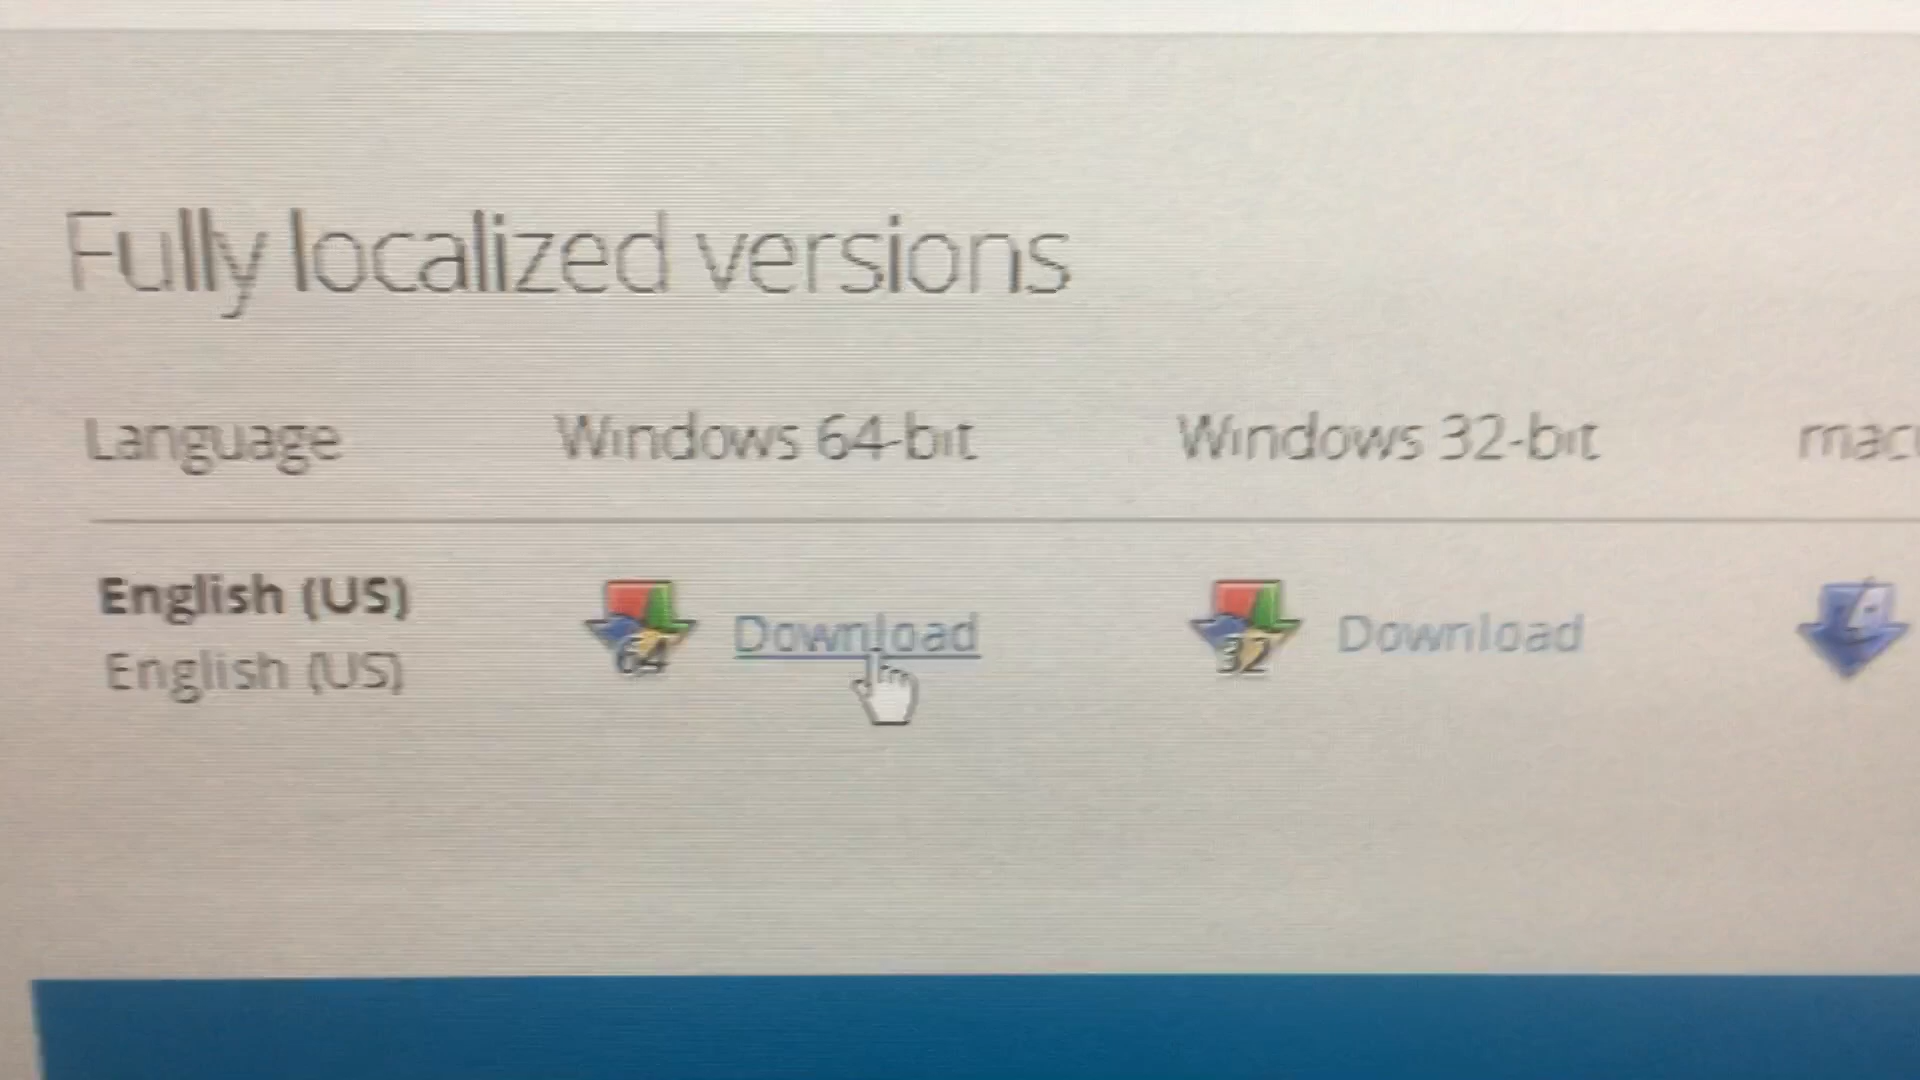 Fully localized versions
Language Windows 64-bit Windows 32-bit
English (US) 64 Download 32 Download
English (US)